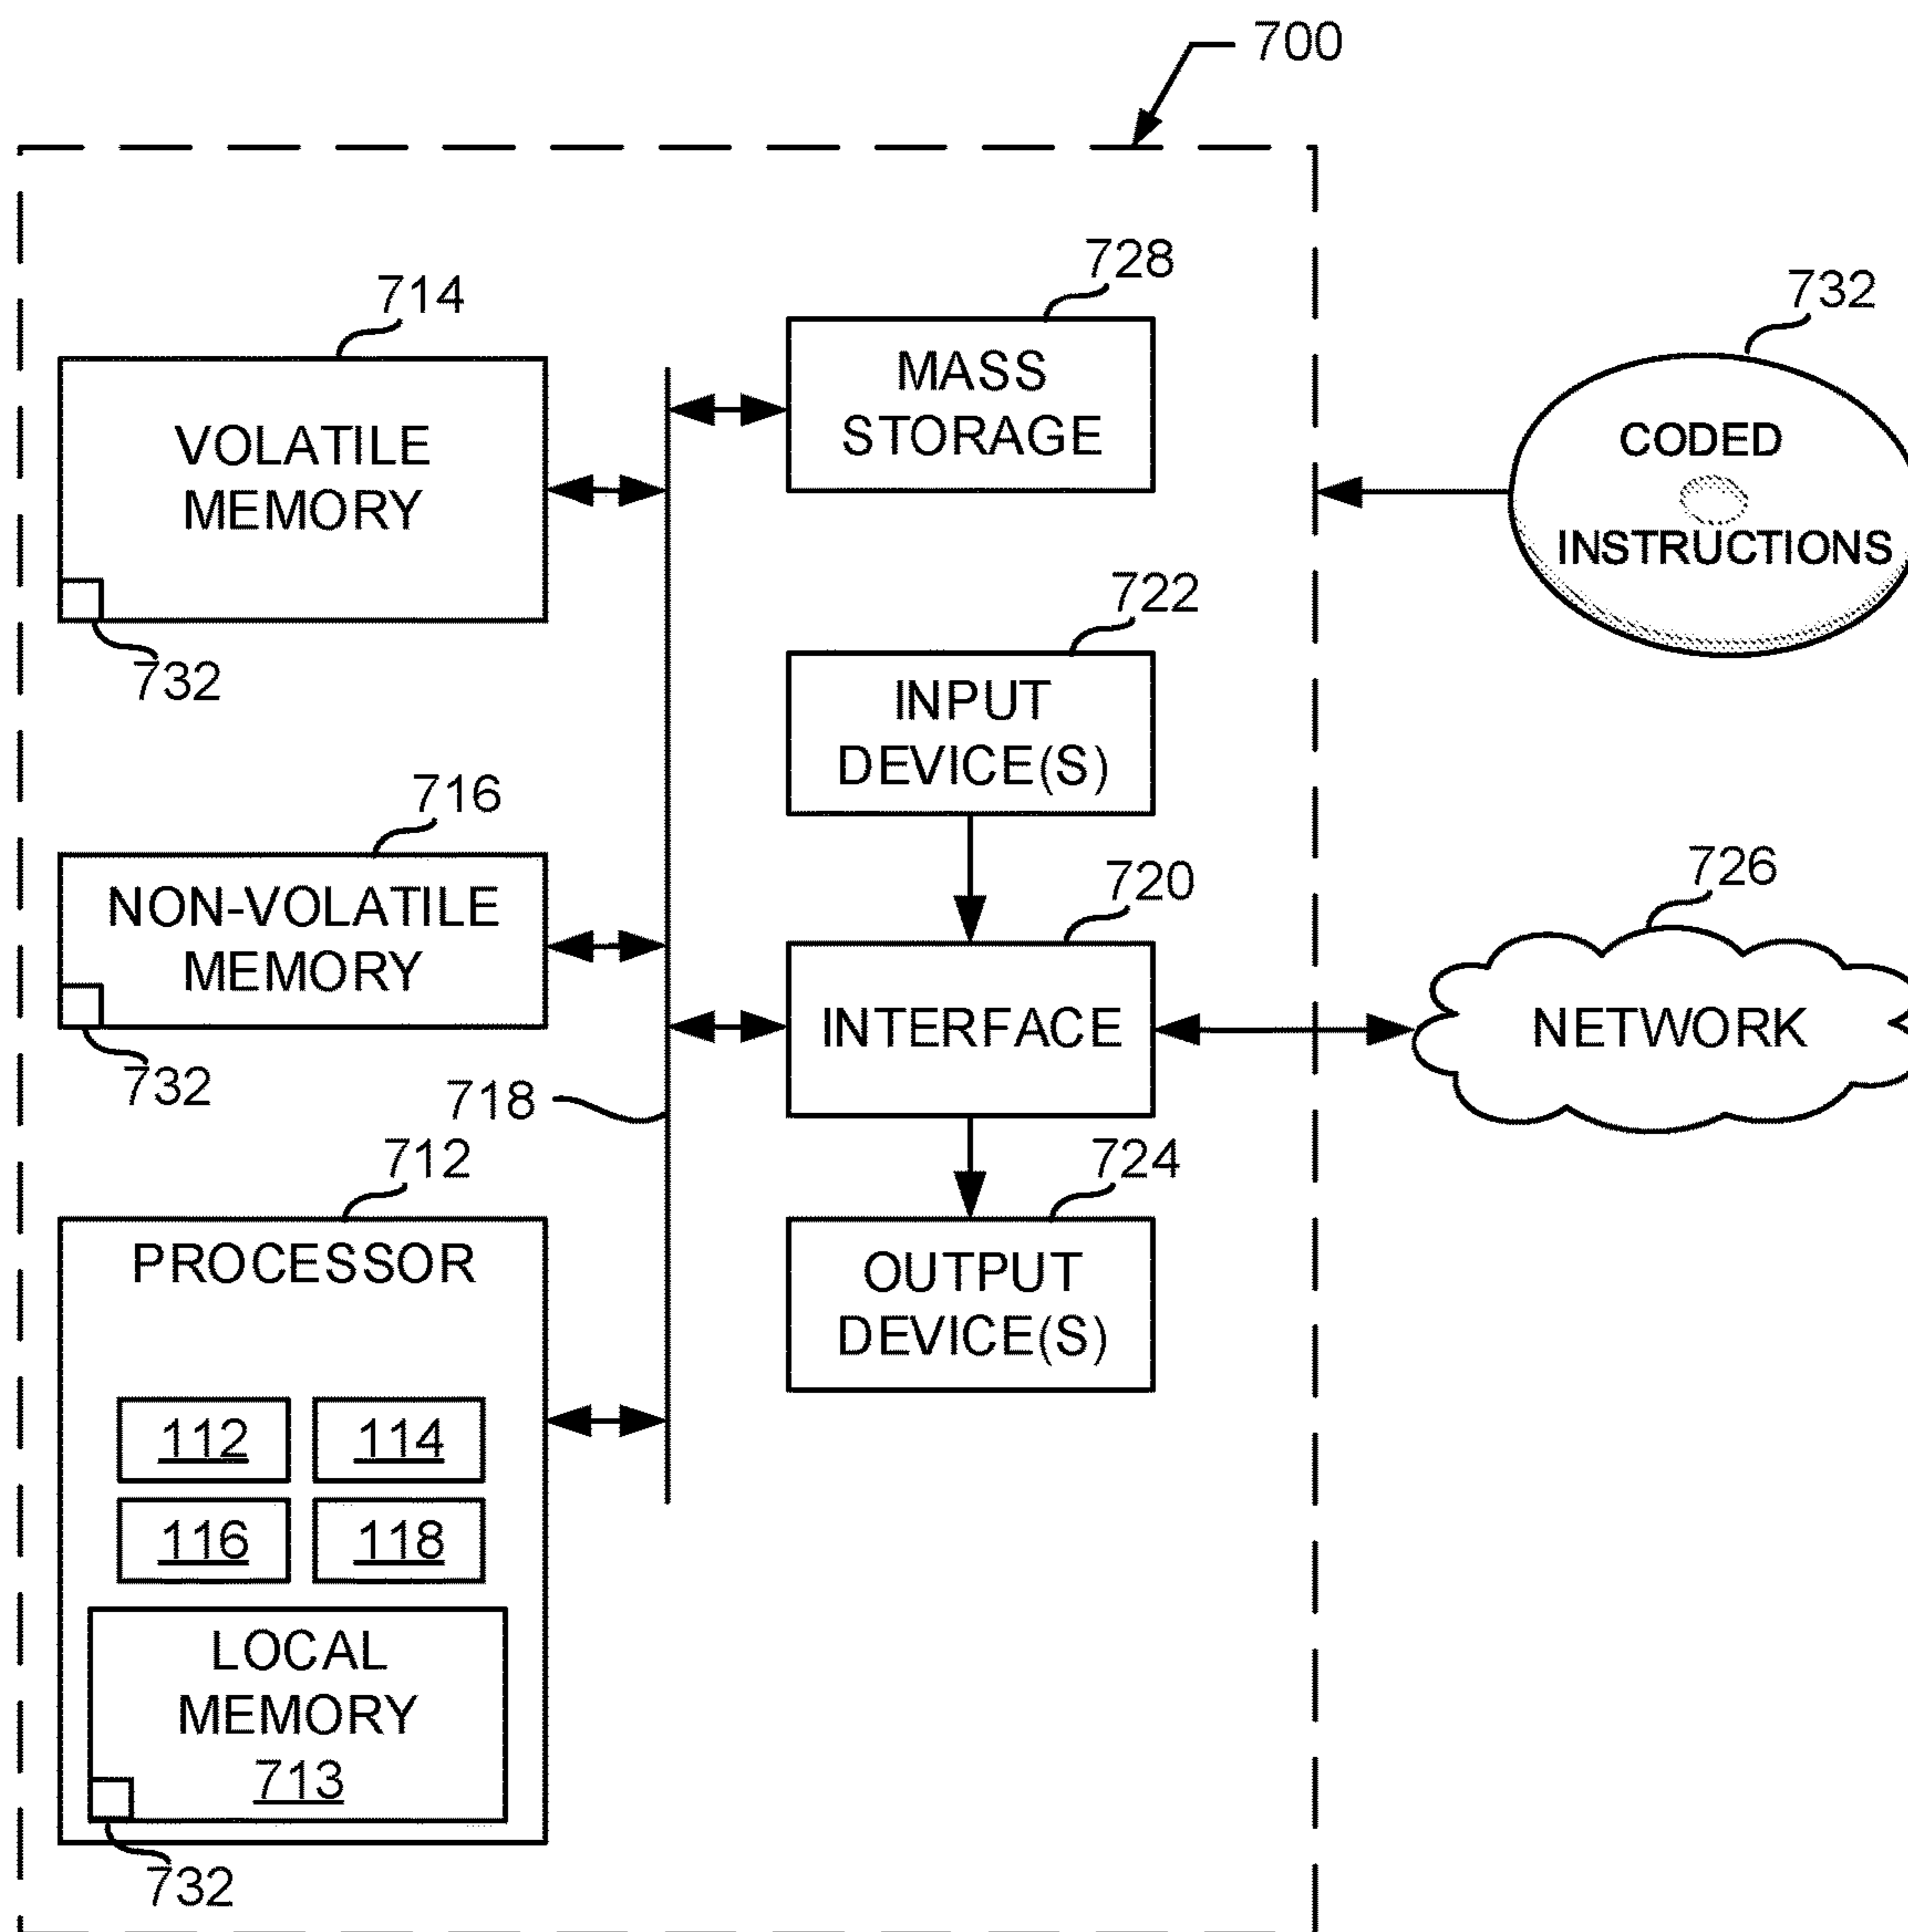 700
714
VOLATILE
MEMORY
732
728
MASS
STORAGE
732
CODED
INSTRUCTIONS
722
INPUT
DEVICE(S)
716
NON-VOLATILE
MEMORY
732
718
720
INTERFACE
726
NETWORK
712
PROCESSOR
112
114
116
118
LOCAL
MEMORY
713
732
724
OUTPUT
DEVICE(S)